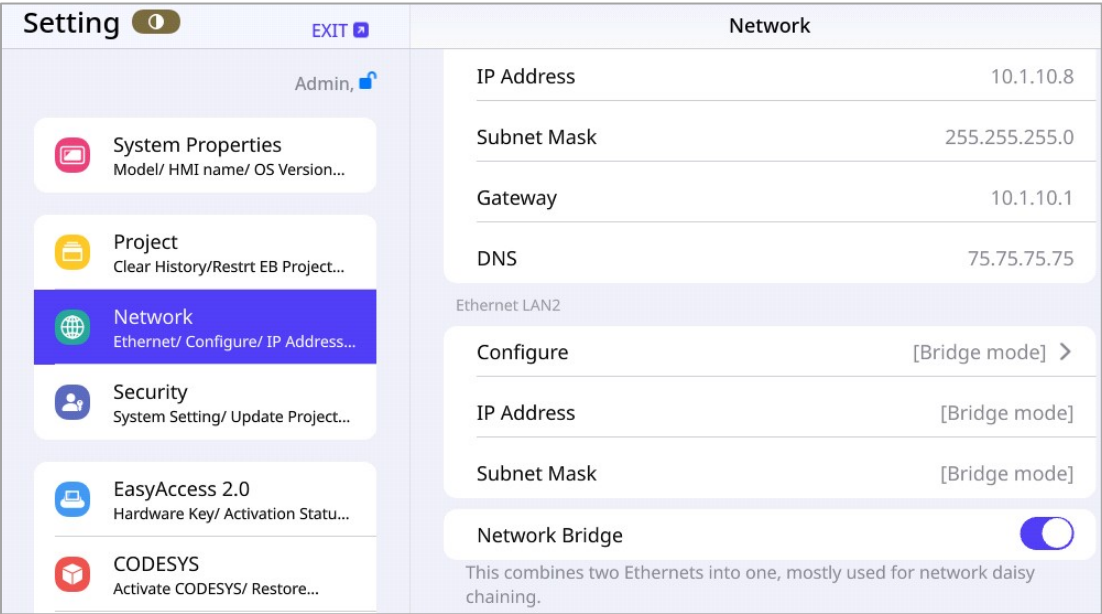 Setting
EXIT
Admin,
System Properties
Model/ HMI name/ OS Version...
Project
Clear History/Restrt EB Project...
Network
Ethernet/ Configure/ IP Address...
Security
System Setting/ Update Project...
EasyAccess 2.0
Hardware Key/ Activation Statu...
CODESYS
Activate CODESYS/ Restore...
Network
IP Address 10.1.10.8
Subnet Mask 255.255.255.0
Gateway 10.1.10.1
DNS 75.75.75.75
Ethernet LAN2
Configure [Bridge mode]
IP Address [Bridge mode]
Subnet Mask [Bridge mode]
Network Bridge
This combines two Ethernets into one, mostly used for network daisy
chaining.